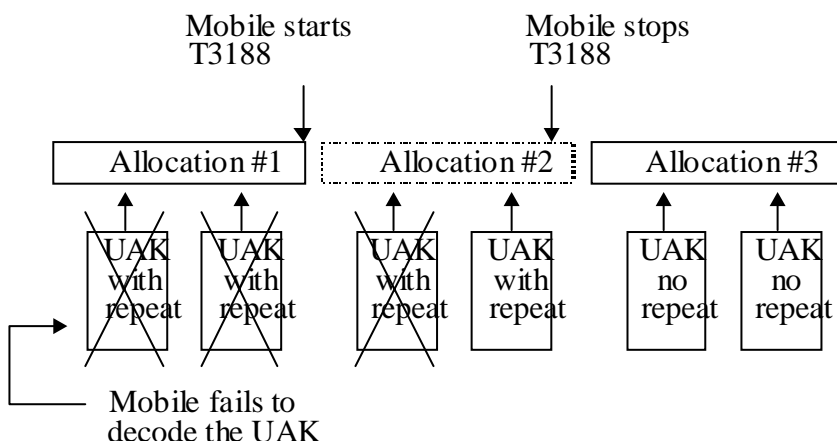 Mobile starts
T3188
Mobile stops
T3188
Allocation #1
Allocation #2
Allocation #3
UAK
with
repeat
UAK
with
repeat
UAK
with
repeat
UAK
with
repeat
UAK
no
repeat
UAK
no
repeat
Mobile fails to
decode the UAK